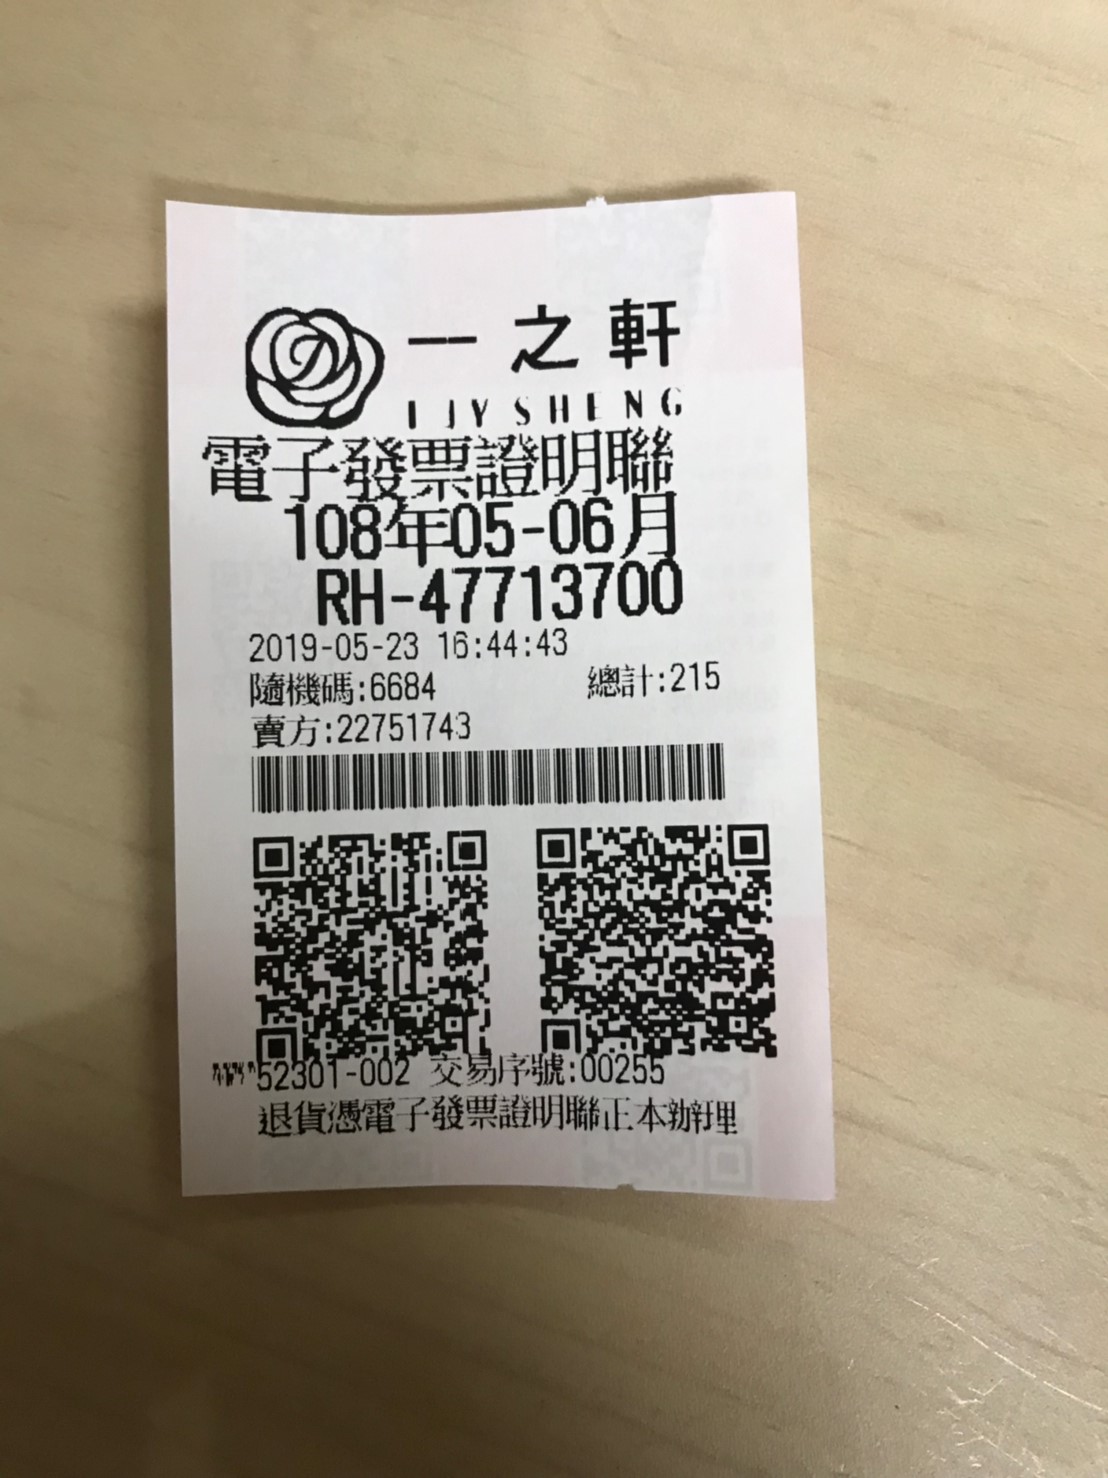 一之軒
I JY SHENG
電子發票證明聯
108年05-06月
RH-47713700
2019-05-23 16:44:43
隨機碼:6684 總計:215
賣方:22751743
52301-002 交易序號:00255
退貨憑電子發票證明聯正本辦理